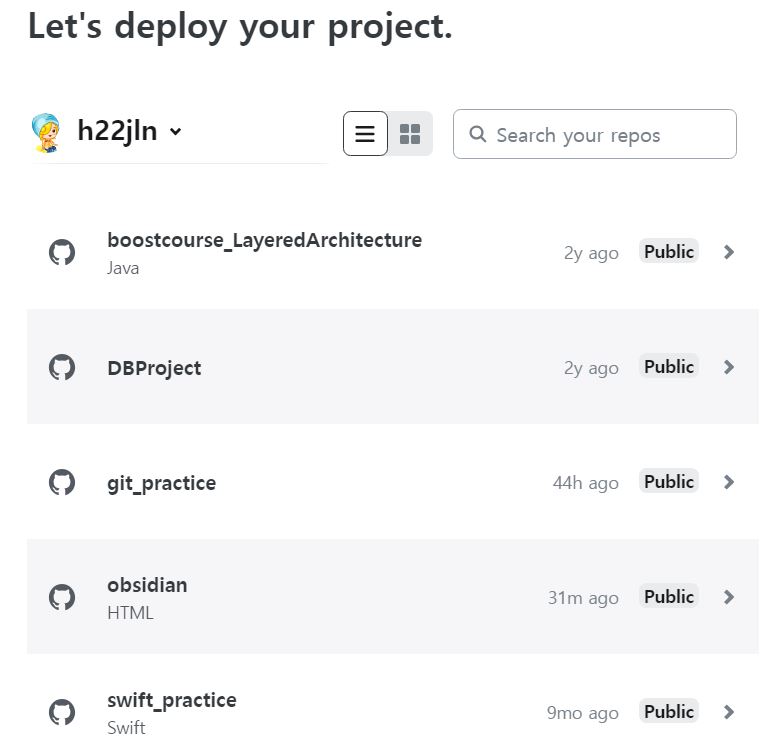 Let's deploy your project.
h22jln
Search your repos
boostcourse_LayeredArchitecture
Java
2y ago
Public
DBProject
2y ago
Public
git_practice
44h ago
Public
obsidian
HTML
31m ago
Public
swift_practice
Swift
9mo ago
Public